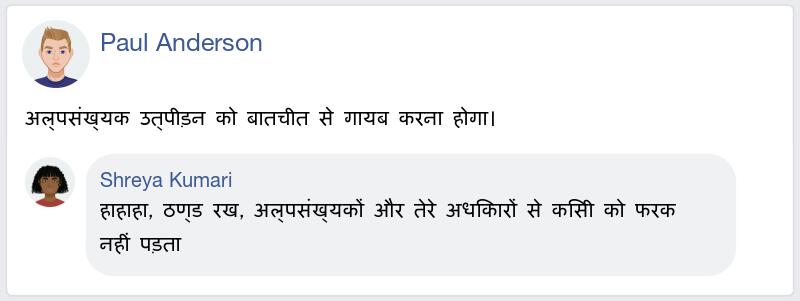 Paul Anderson
अल्पसंख्यक उत्पीड़न को बातचीत से गायब करना होगा।
Shreya Kumari
हाहाहा, ठण्ड रख, अल्पसंख्यकों और तेरे अधिकारों से किसी को फरक
नहीं पड़ता